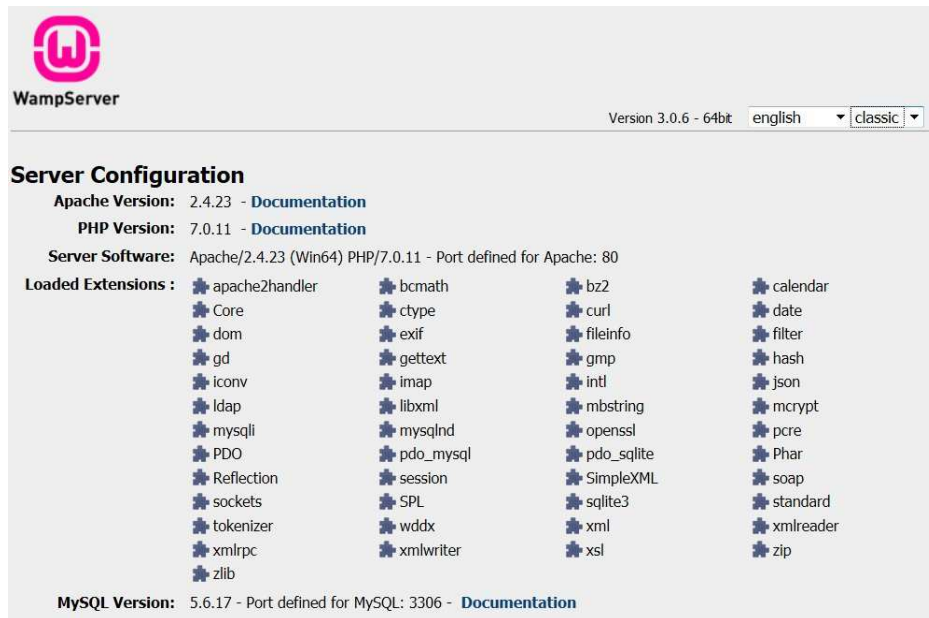 WampServer
Version 3.0.6 - 64bit english classic
Server Configuration
Apache Version: 2.4.23 - Documentation
PHP Version: 7.0.11 - Documentation
Server Software: Apache/2.4.23 (Win64) PHP/7.0.11 - Port defined for Apache: 80
Loaded Extensions : apache2handler bcmath bz2 calendar
Core ctype curl date
dom exif fileinfo filter
gd gettext gmp hash
iconv imap intl json
ldap libxml mbstring mcrypt
mysqli mysqlnd openssl pcre
PDO pdo_mysql pdo_sqlite Phar
Reflection session SimpleXML soap
sockets SPL sqlite3 standard
tokenizer wddx xml xmlreader
xmlrpc xmlwriter xsl zip
zlib
MySQL Version: 5.6.17 - Port defined for MySQL: 3306 - Documentation